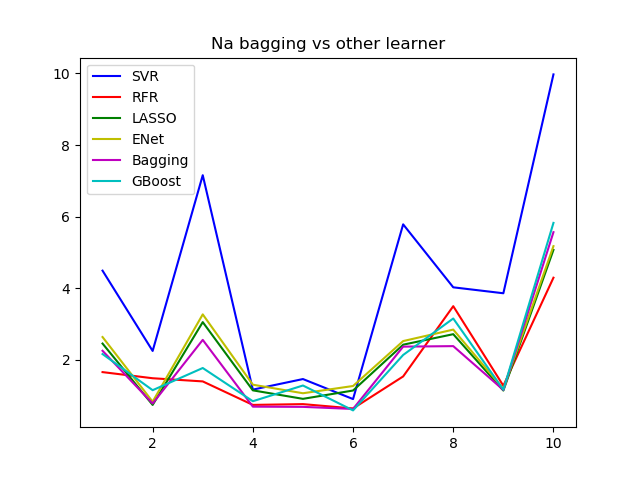 Na bagging vs other learner
10
8
6
4
2
SVR
RFR
LASSO
ENet
Bagging
GBoost
2 4 6 8 10